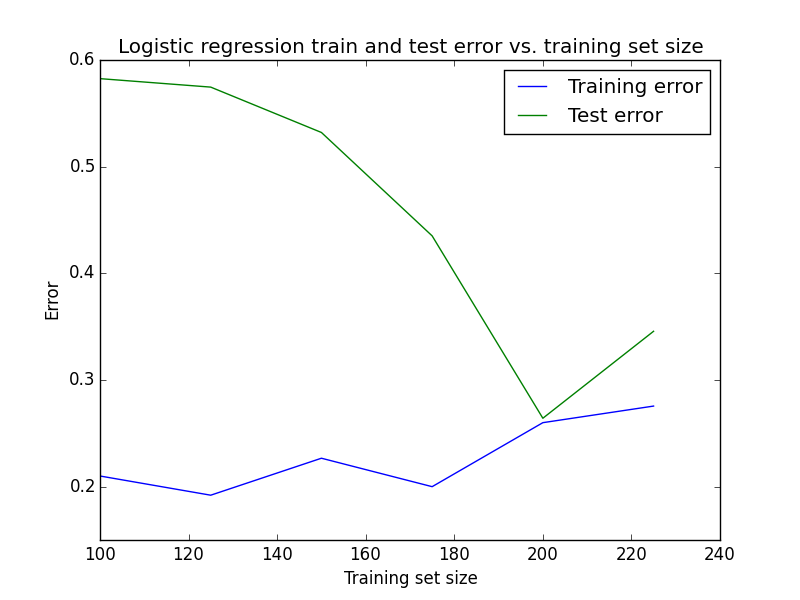 Logistic regression train and test error vs. training set size
Training error
Test error
0.6
0.5
0.4
0.3
0.2
Error
100 120 140 160 180 200 220 240
Training set size